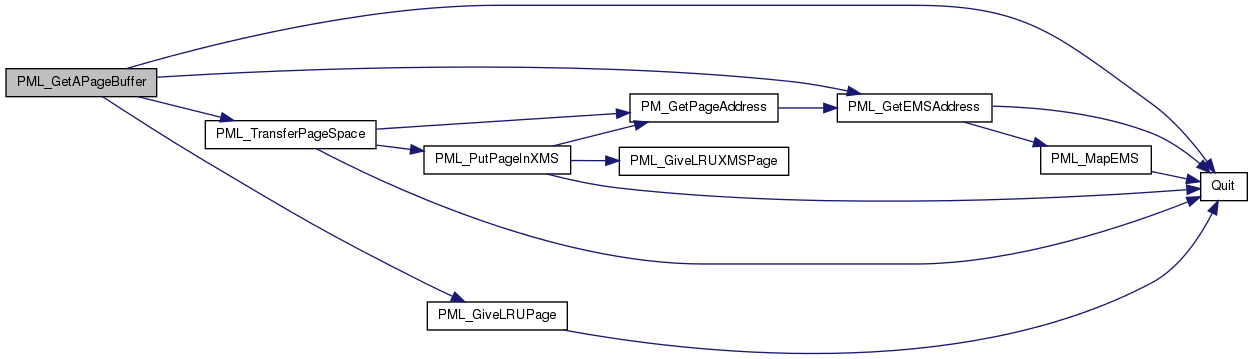 PML_GetAPageBuffer
PML_TransferPageSpace
PM_GetPageAddress
PML_GetEMSAddress
PML_PutPageInXMS
PML_GiveLRUXMSPage
PML_MapEMS
Quit
PML_GiveLRUPage